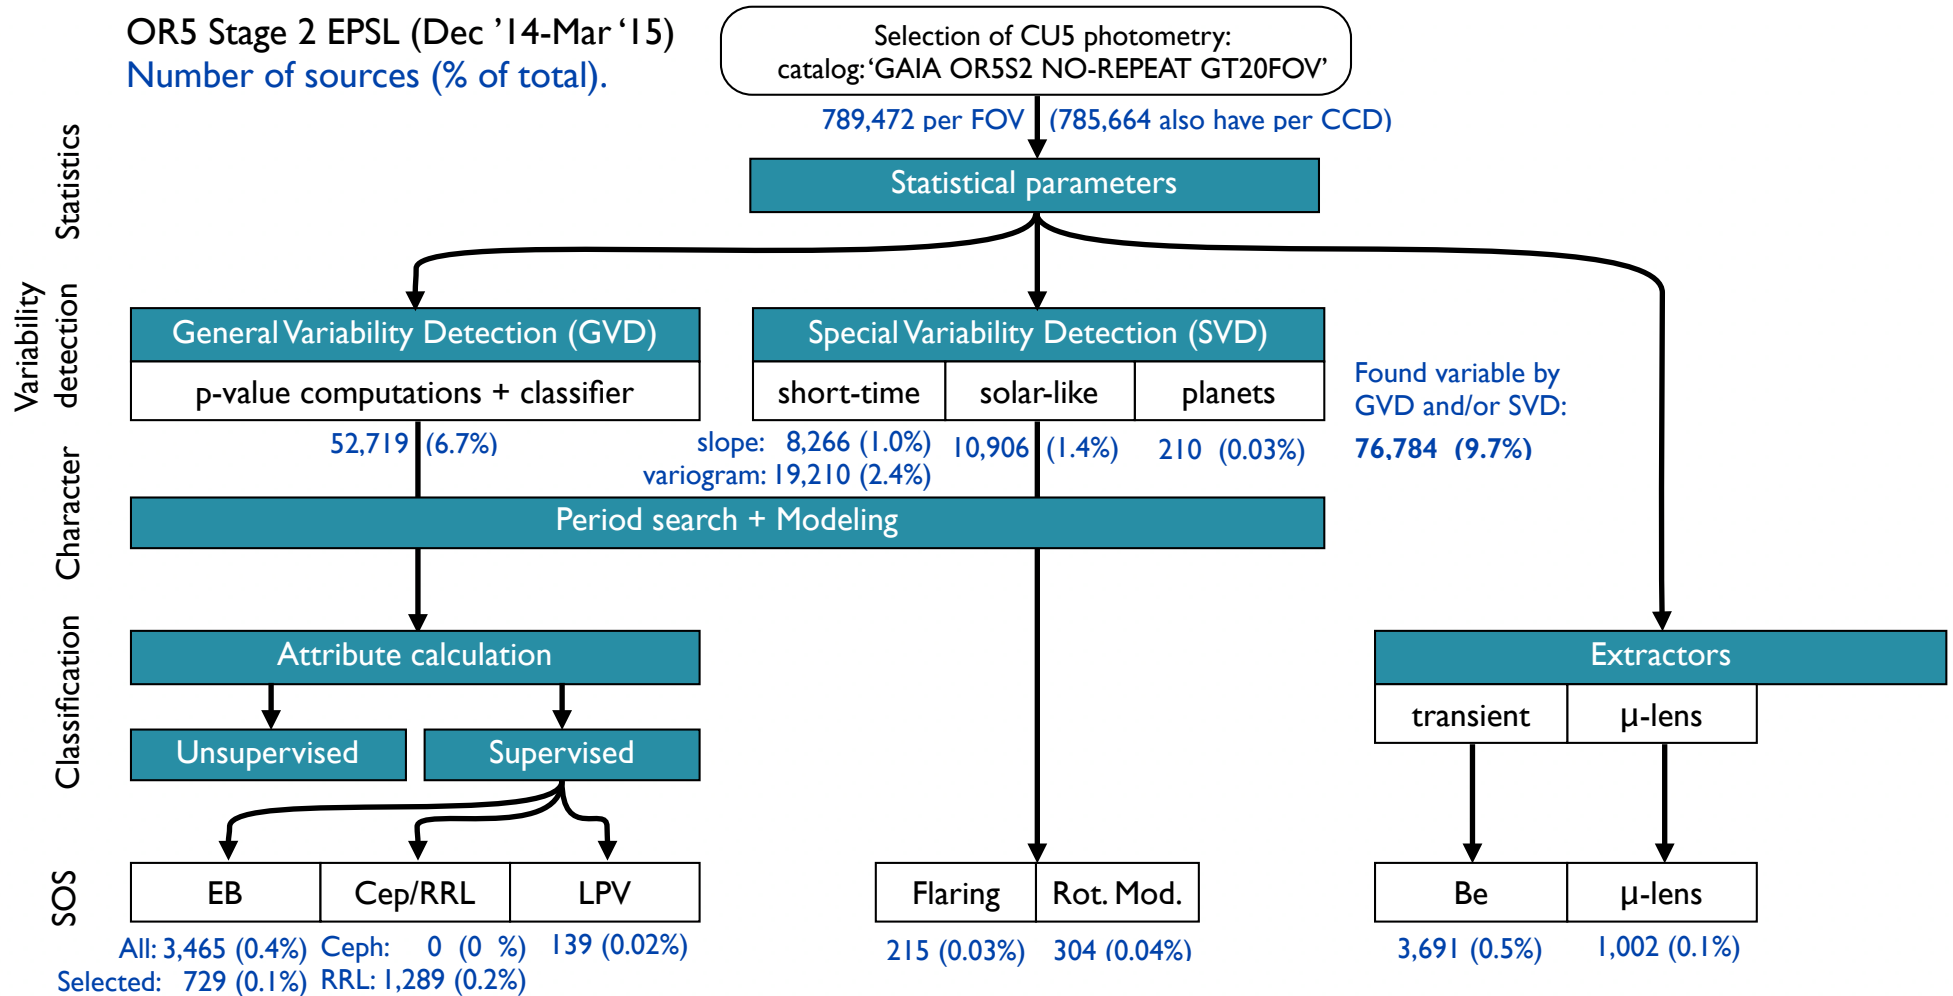 OR5 Stage 2 EPSL (Dec ’14-Mar ‘15)
Number of sources (% of total).
Selection of CU5 photometry:
catalog: ‘GAIA OR5S2 NO-REPEAT GT20FOV’
789,472 per FOV (785,664 also have per CCD)
Statistics
Statistical parameters
Variability
detection
General Variability Detection (GVD)
p-value computations + classifier
52,719 (6.7%)
Special Variability Detection (SVD)
short-time solar-like planets
slope: 8,266 (1.0%) 10,906 (1.4%) 210 (0.03%)
variogram: 19,210 (2.4%)
Found variable by
GVD and/or SVD:
76,784 (9.7%)
Character
Period search + Modeling
Classification
Attribute calculation
Unsupervised Supervised
Extractors
transient μ-lens
SOS
EB Cep/RRL LPV
All: 3,465 (0.4%) Ceph: 0 (0 %) 139 (0.02%)
Selected: 729 (0.1%) RRL: 1,289 (0.2%)
Flaring Rot. Mod.
215 (0.03%) 304 (0.04%)
Be μ-lens
3,691 (0.5%) 1,002 (0.1%)